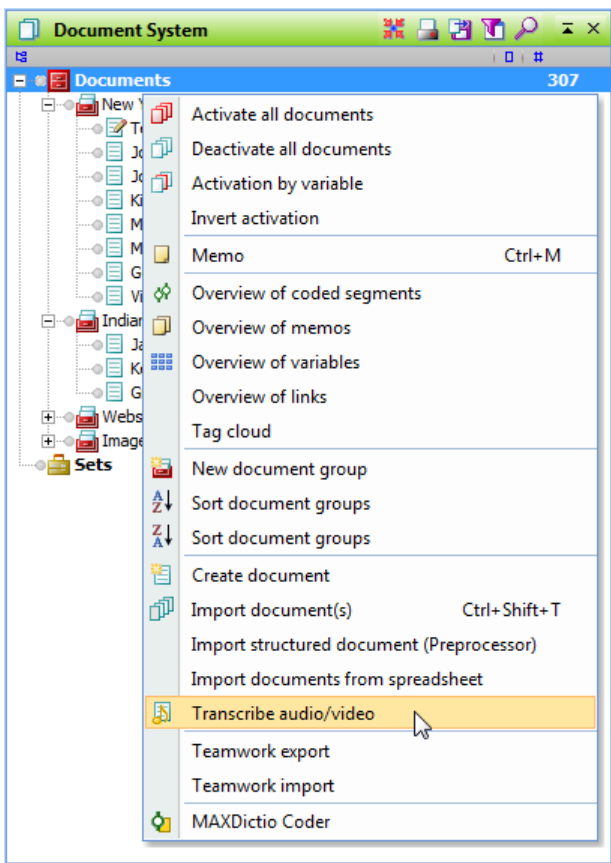 Document System
#
Documents 307
New
Activate all documents
Deactivate all documents
Activation by variable
Invert activation
Memo Ctrl+M
Overview of coded segments
Overview of memos
Overview of variables
Overview of links
Tag cloud
New document group
Sort document groups
Sort document groups
Create document
Import document(s) Ctrl+Shift+T
Import structured document (Preprocessor)
Import documents from spreadsheet
Transcribe audio/video
Teamwork export
Teamwork import
MAXDictio Coder
Ki
M
M
G
Vi
Indian
G
Webs
Image
Sets